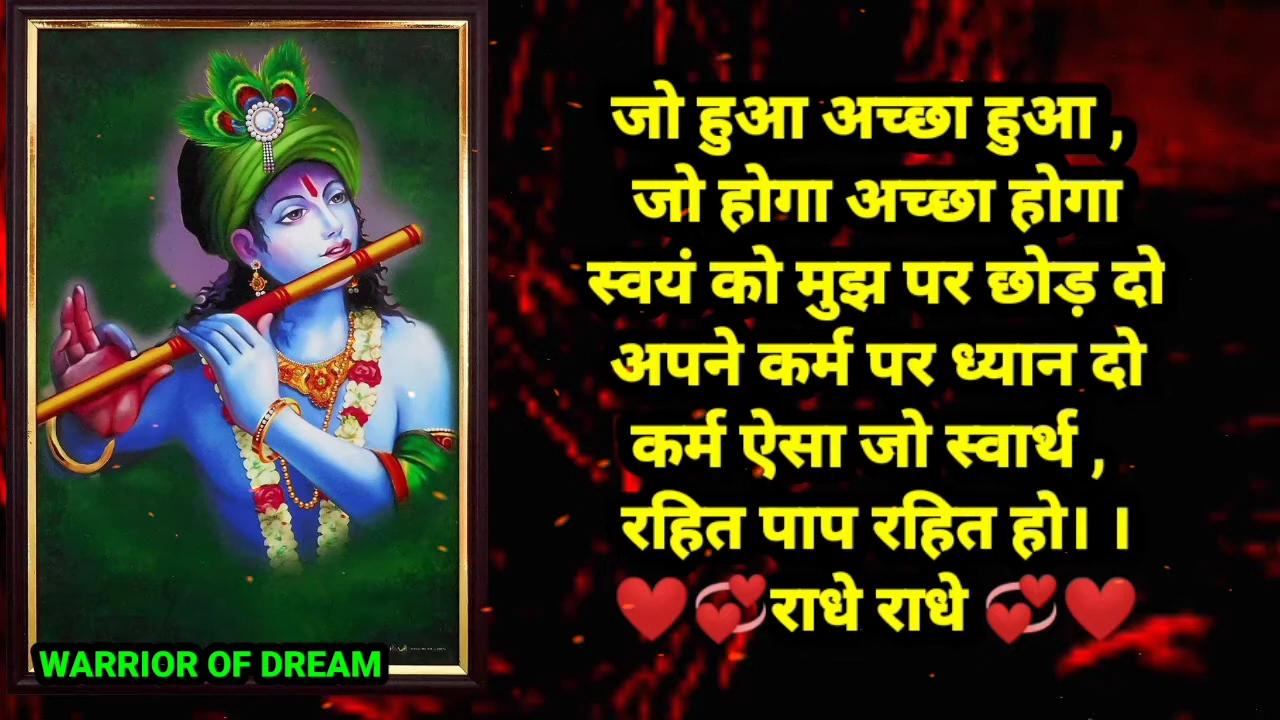 जो हुआ अच्छा हुआ ,
जो होगा अच्छा होगा
स्वयं को मुझ पर छोड़ दो
अपने कर्म पर ध्यान दो
कर्म ऐसा जो स्वार्थ ,
रहित पाप रहित हो। ।
❤️💞राधे राधे 💞❤️
WARRIOR OF DREAM